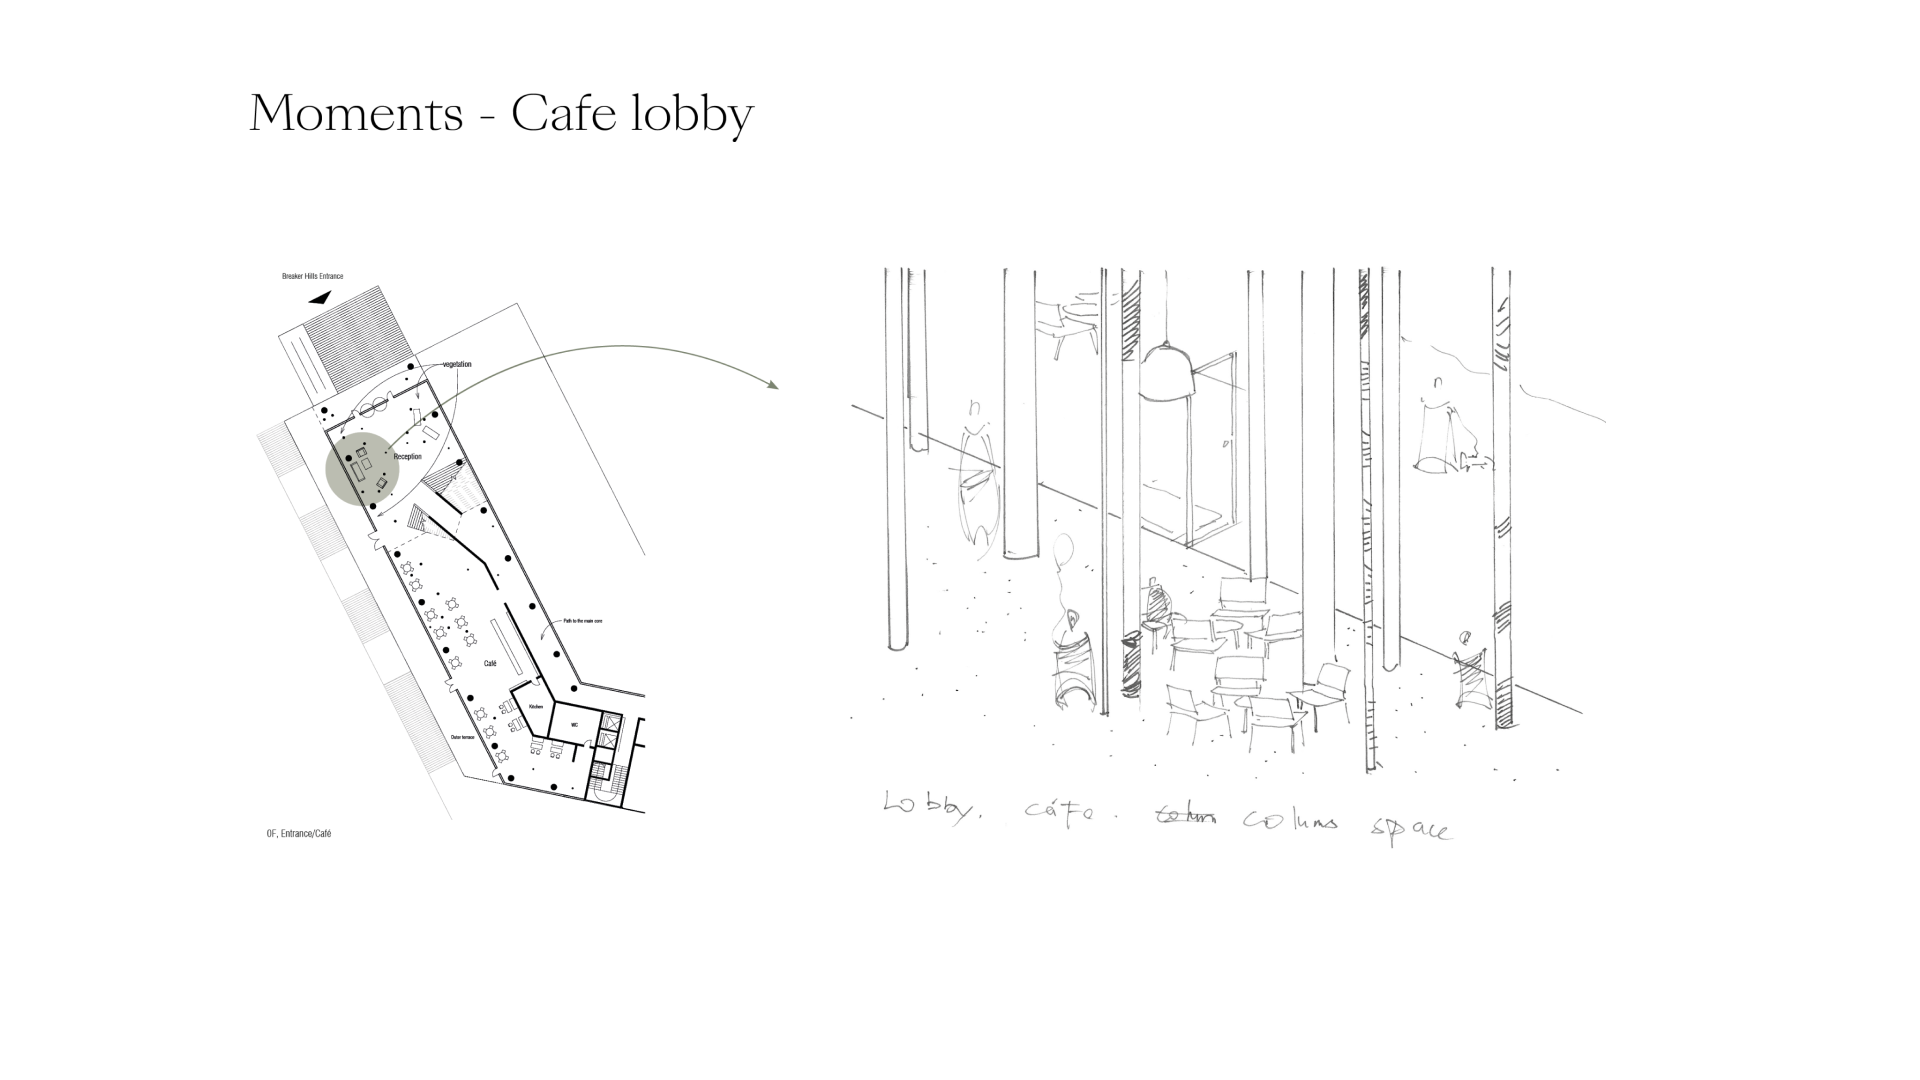 Moments - Cafe lobby
Breaker Hills Entrance
vegetation
Reception
Path to the main core
Café
Kitchen
WC
Outer terrace
0F, Entrance/Café
Lobby. cáfe. colums space